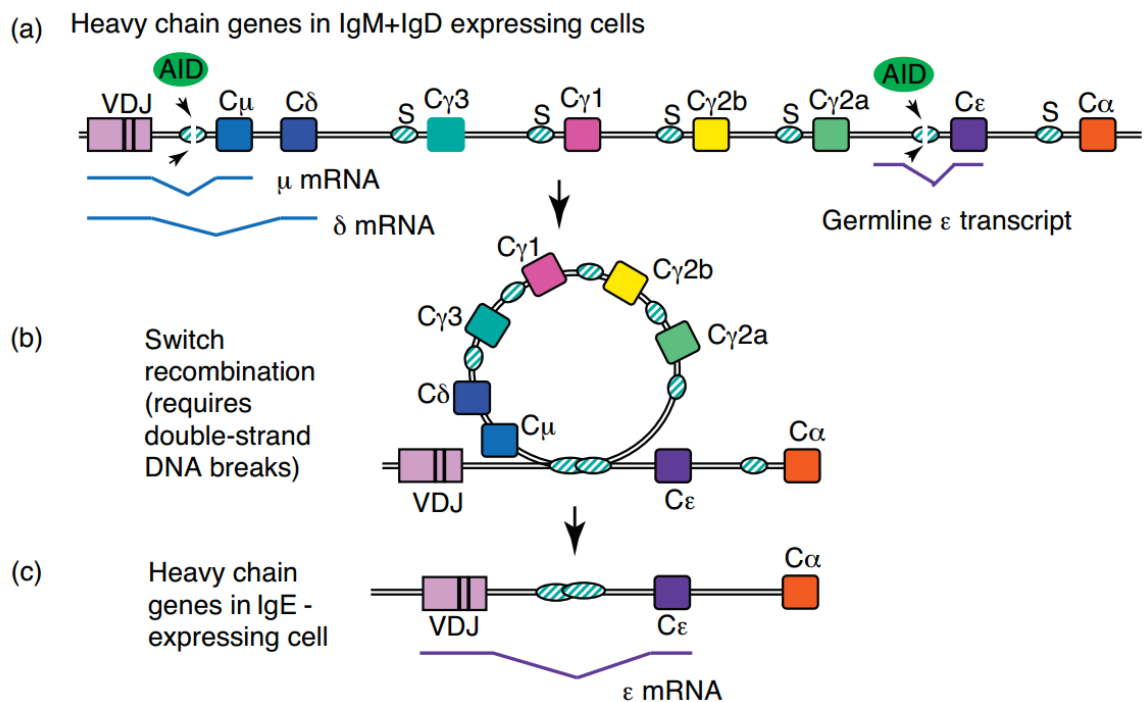 (a) Heavy chain genes in IgM+IgD expressing cells
AID
AID
VDJ
Cμ
Cδ
S
Cγ3
S
Cγ1
S
Cγ2b
S
Cγ2a
Cε
S
Cα
μ mRNA
δ mRNA
Germline ε transcript
(b)
Switch
recombination
(requires
double-strand
DNA breaks)
Cγ1
Cγ2b
Cγ3
Cγ2a
Cδ
Cμ
Cα
VDJ
Cε
(c)
Heavy chain
genes in IgE -
expressing cell
Cα
VDJ
Cε
ε mRNA